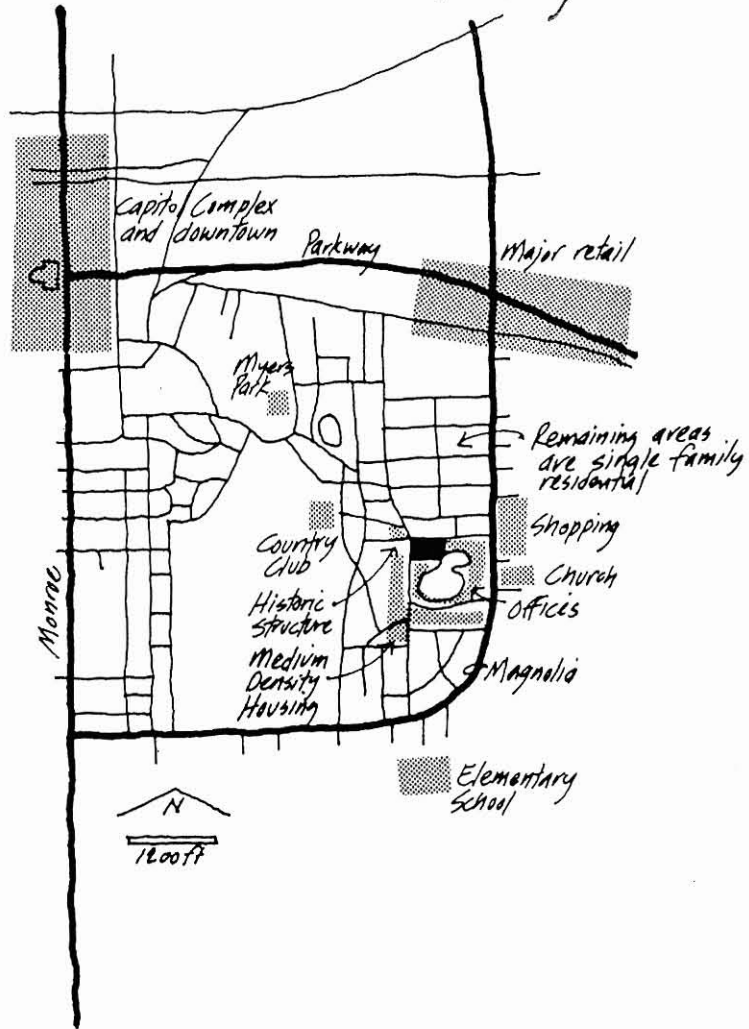 Capitol Complex
and downtown
Parkway
Major retail
Myers
Park
Remaining areas
are single family
residential
Shopping
Country
Club
Church
Historic
structure
offices
Monroe
Medium
Density
Housing
Magnolia
Elementary
School
N
1200ft